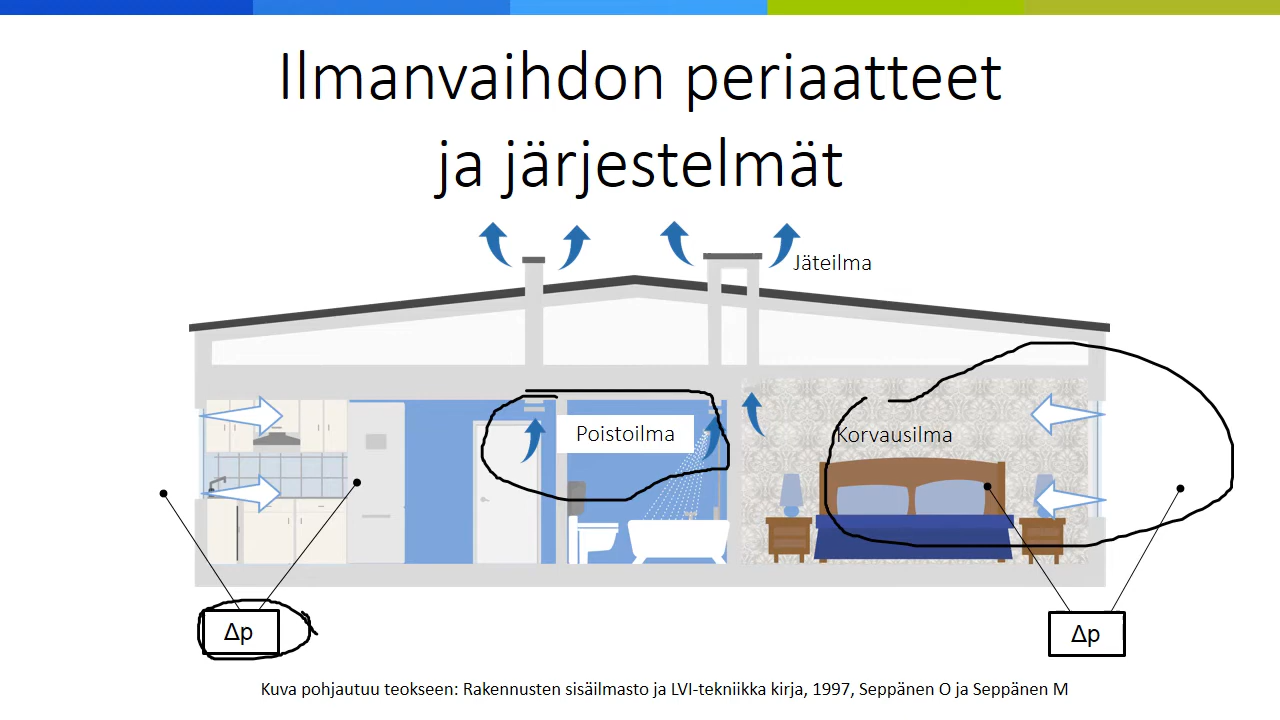 Ilmanvaihdon periaatteet
ja järjestelmät
Jäteilma
Poistoilma
Korvausilma
Δp
Δp
Kuva pohjautuu teokseen: Rakennusten sisäilmasto ja LVI-tekniikka kirja, 1997, Seppänen O ja Seppänen M